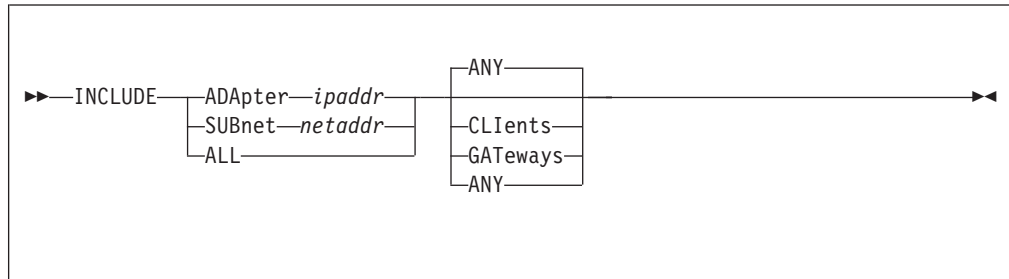 ANY
INCLUDE ADApter ipaddr
SUBnet netaddr CLIents
ALL GATeways
ANY